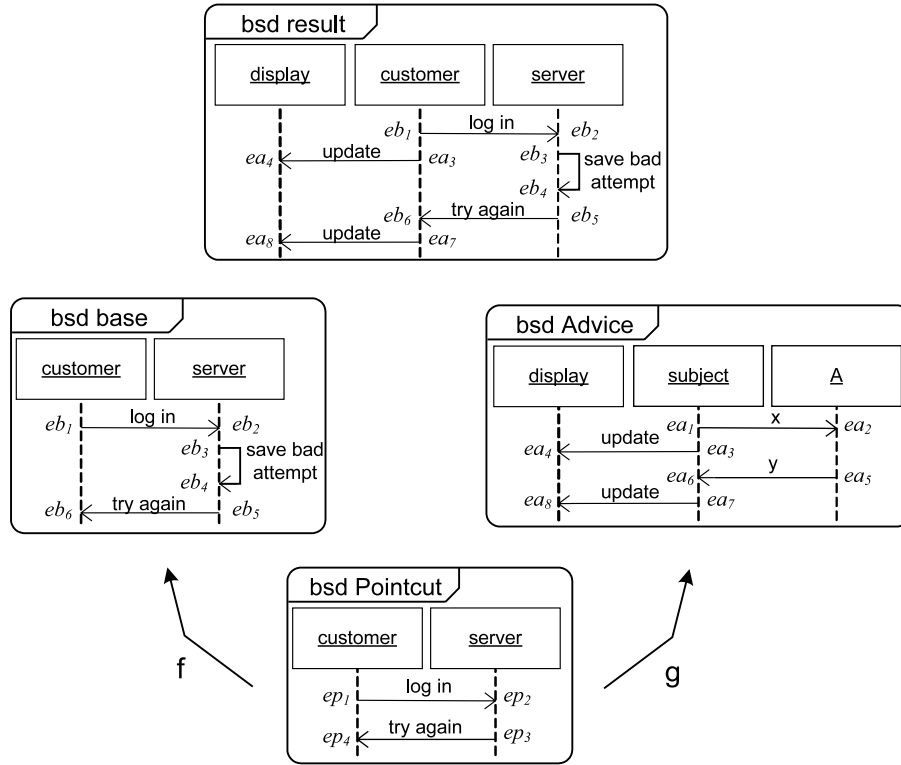 bsd result
display customer server
eb1 log in eb2
ea4 update ea3 eb3 save bad
eb4 attempt
eb6 try again eb5
ea8 update ea7
bsd base
customer server
eb1 log in eb2
eb3 save bad
eb4 attempt
eb6 try again eb5
bsd Advice
display subject A
ea1 x ea2
ea4 update ea3
ea6 y ea5
ea8 update ea7
f
g
bsd Pointcut
customer server
ep1 log in ep2
ep4 try again ep3